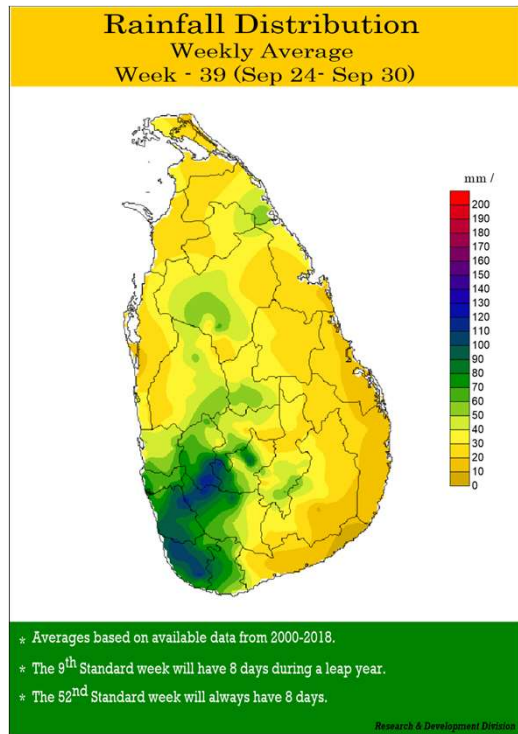 Rainfall Distribution
Weekly Average
Week - 39 (Sep 24- Sep 30)
mm /
200
190
180
170
160
150
140
130
120
110
100
90
80
70
60
50
40
30
20
10
0
* Averages based on available data from 2000-2018.
* The 9th Standard week will have 8 days during a leap year.
* The 52nd Standard week will always have 8 days.
Research & Development Division